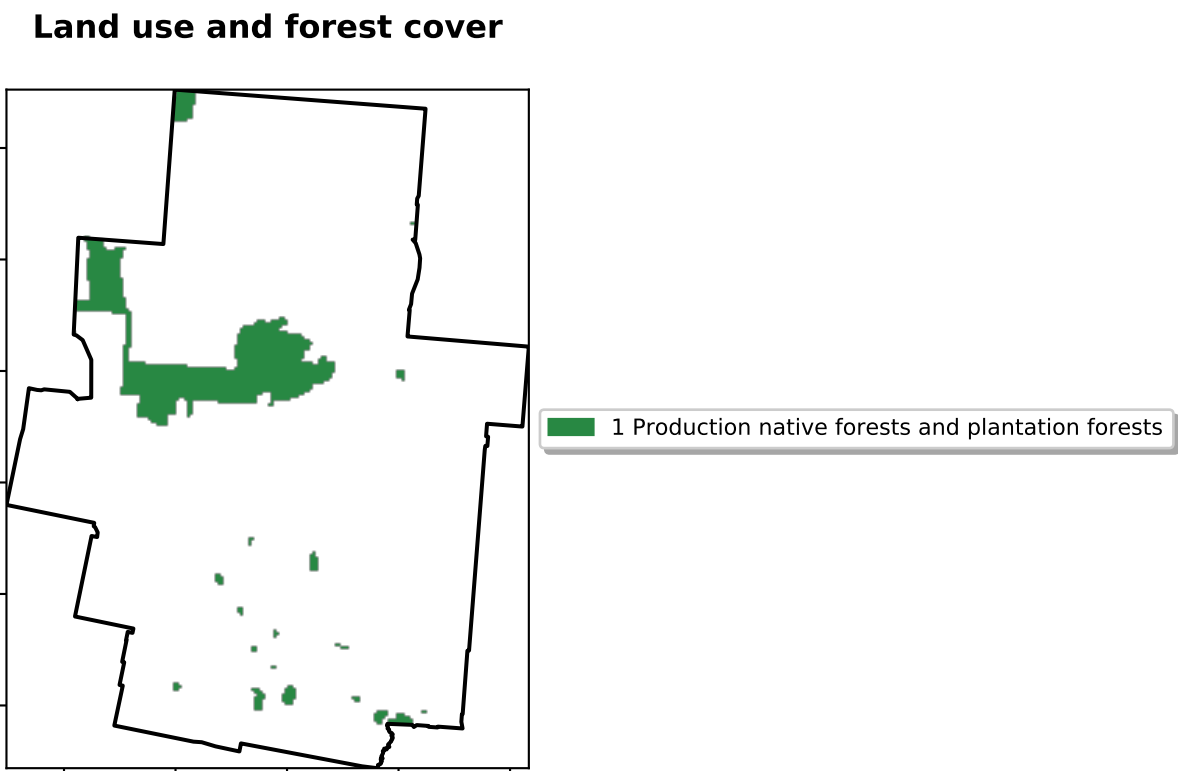 Land use and forest cover
1 Production native forests and plantation forests